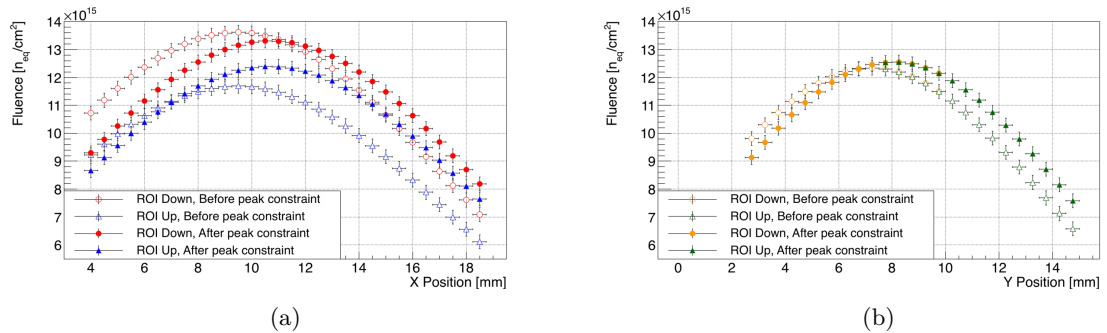 ×10¹⁵
Fluence [n_eq/cm²]
14
13
12
11
10
9
8
7
6
ROI Down, Before peak constraint
ROI Up, Before peak constraint
ROI Down, After peak constraint
ROI Up, After peak constraint
4 6 8 10 12 14 16 18
X Position [mm]
(a)
×10¹⁵
Fluence [n_eq/cm²]
14
13
12
11
10
9
8
7
6
ROI Down, Before peak constraint
ROI Up, Before peak constraint
ROI Down, After peak constraint
ROI Up, After peak constraint
0 2 4 6 8 10 12 14
Y Position [mm]
(b)